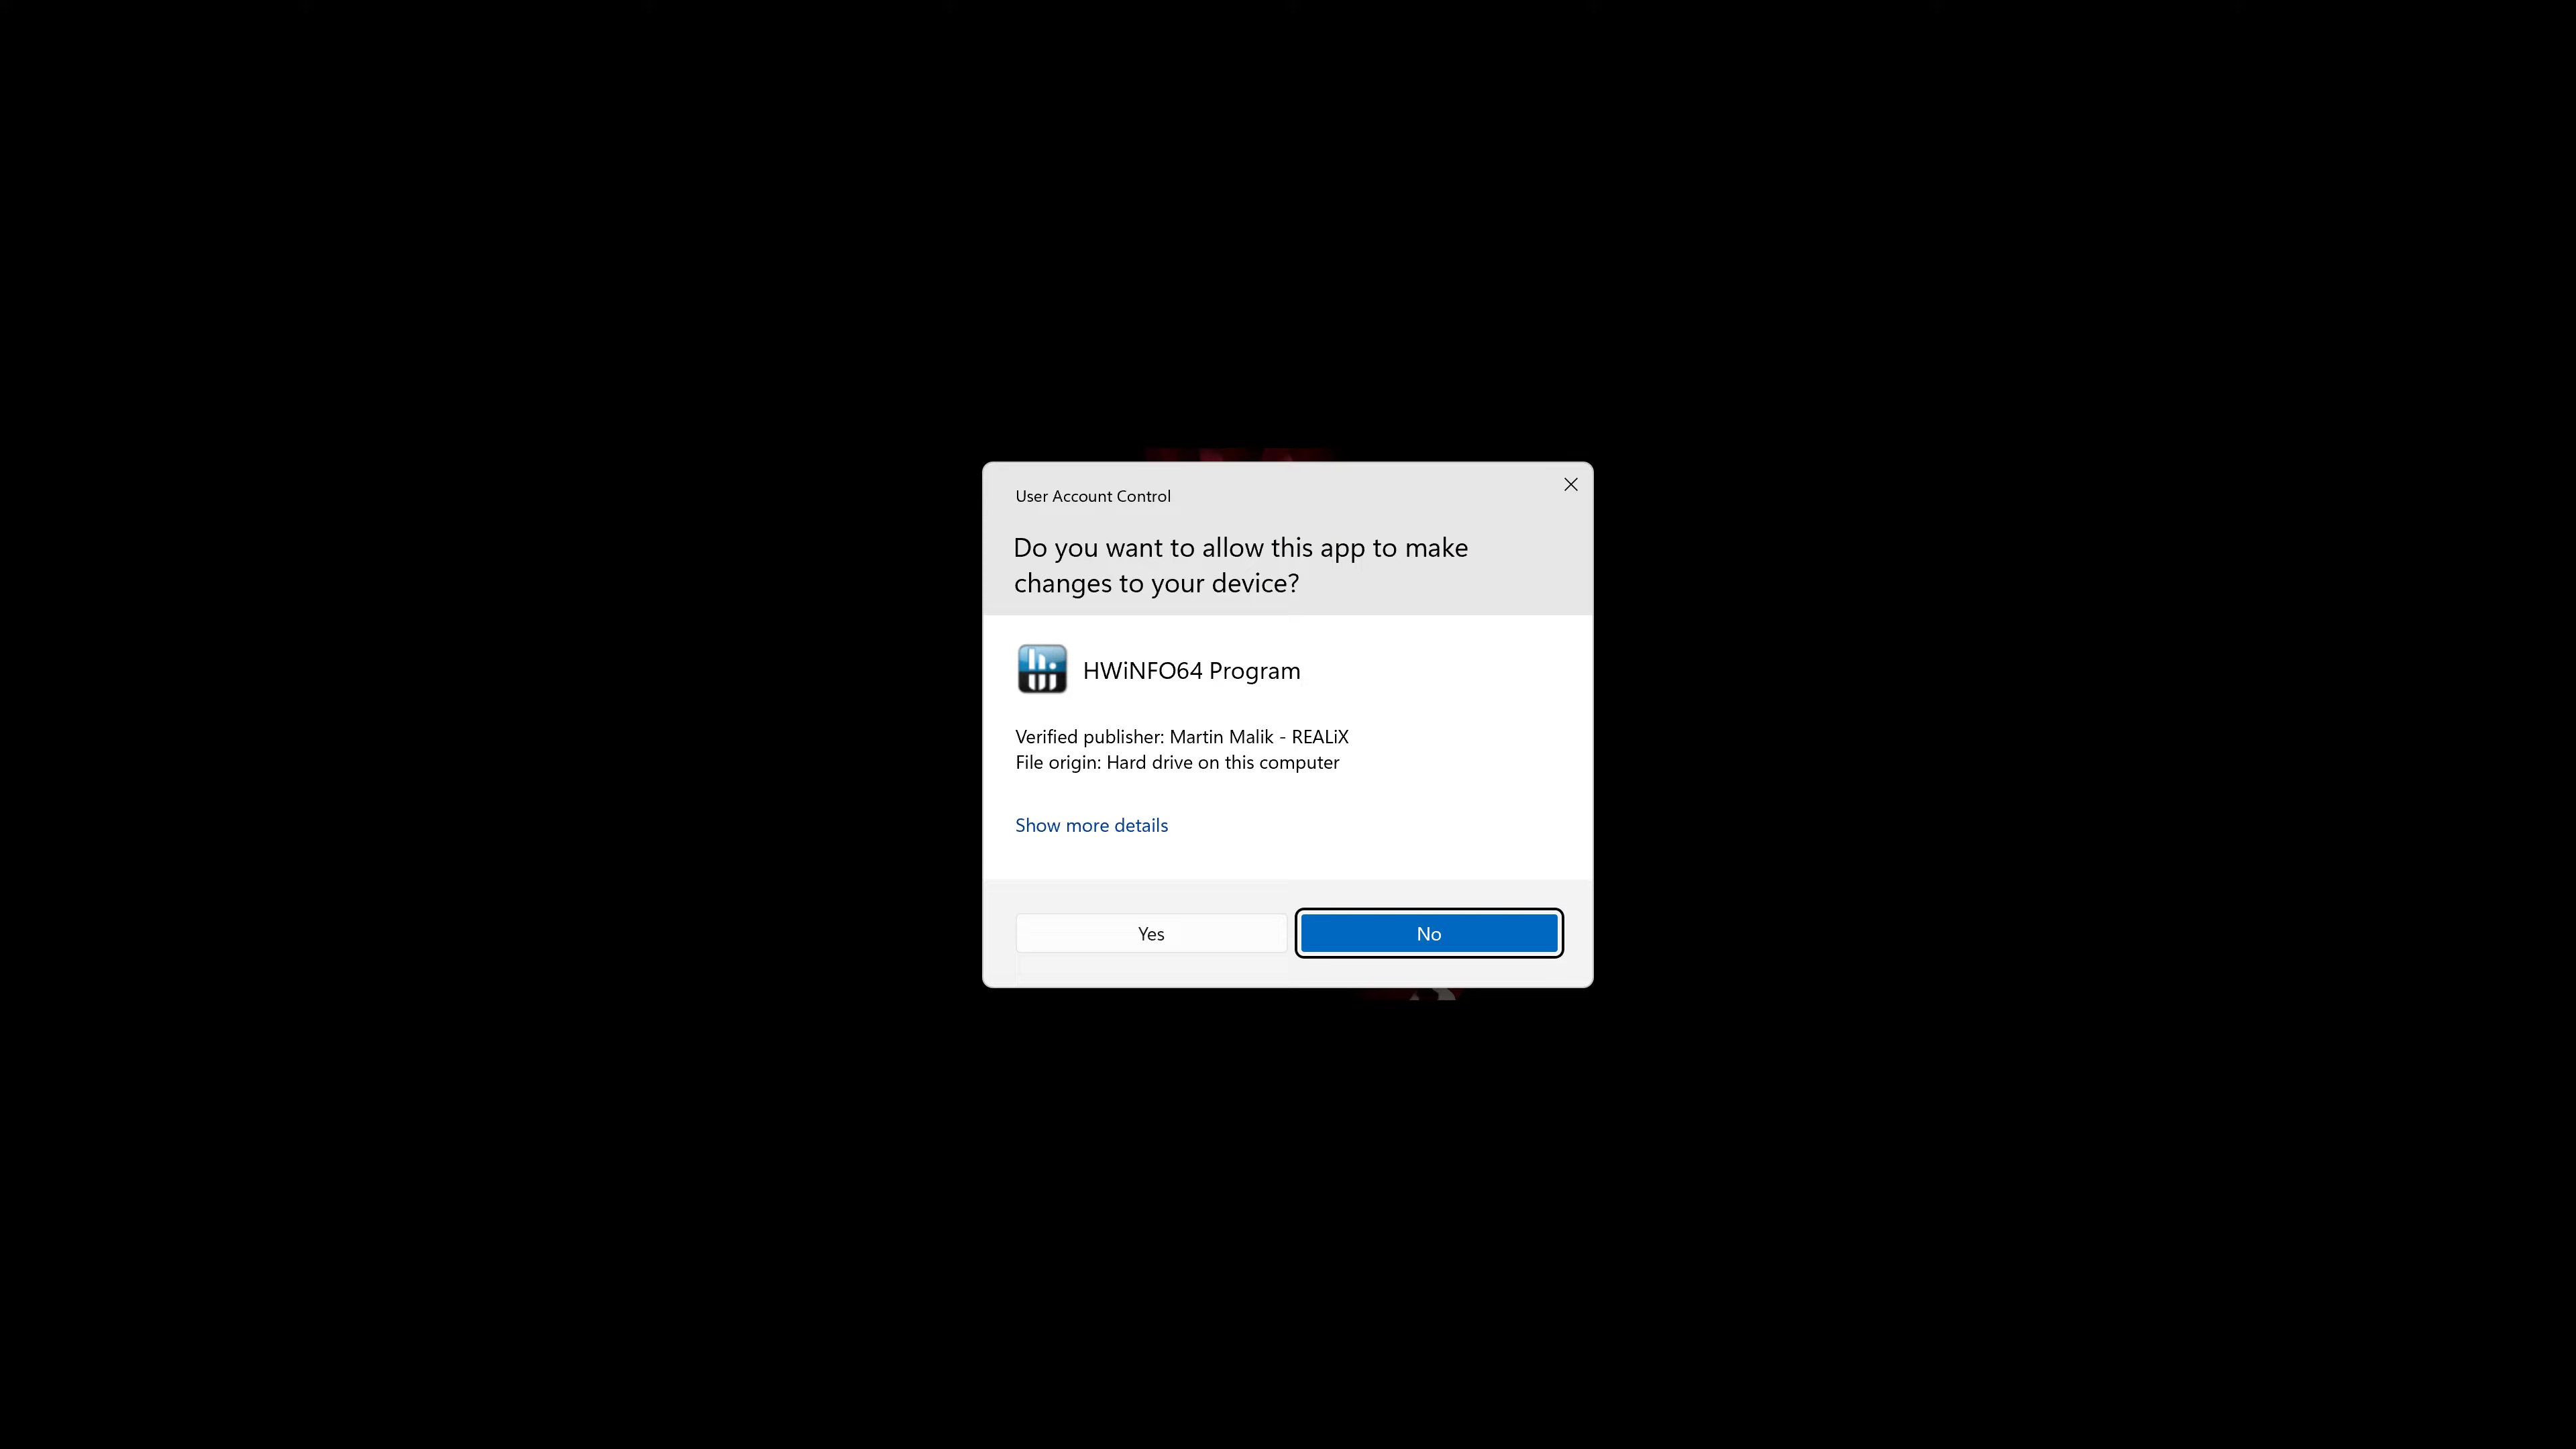 User Account Control
Do you want to allow this app to make
changes to your device?
HWiNFO64 Program
Verified publisher: Martin Malik - REALiX
File origin: Hard drive on this computer
Show more details
Yes
No